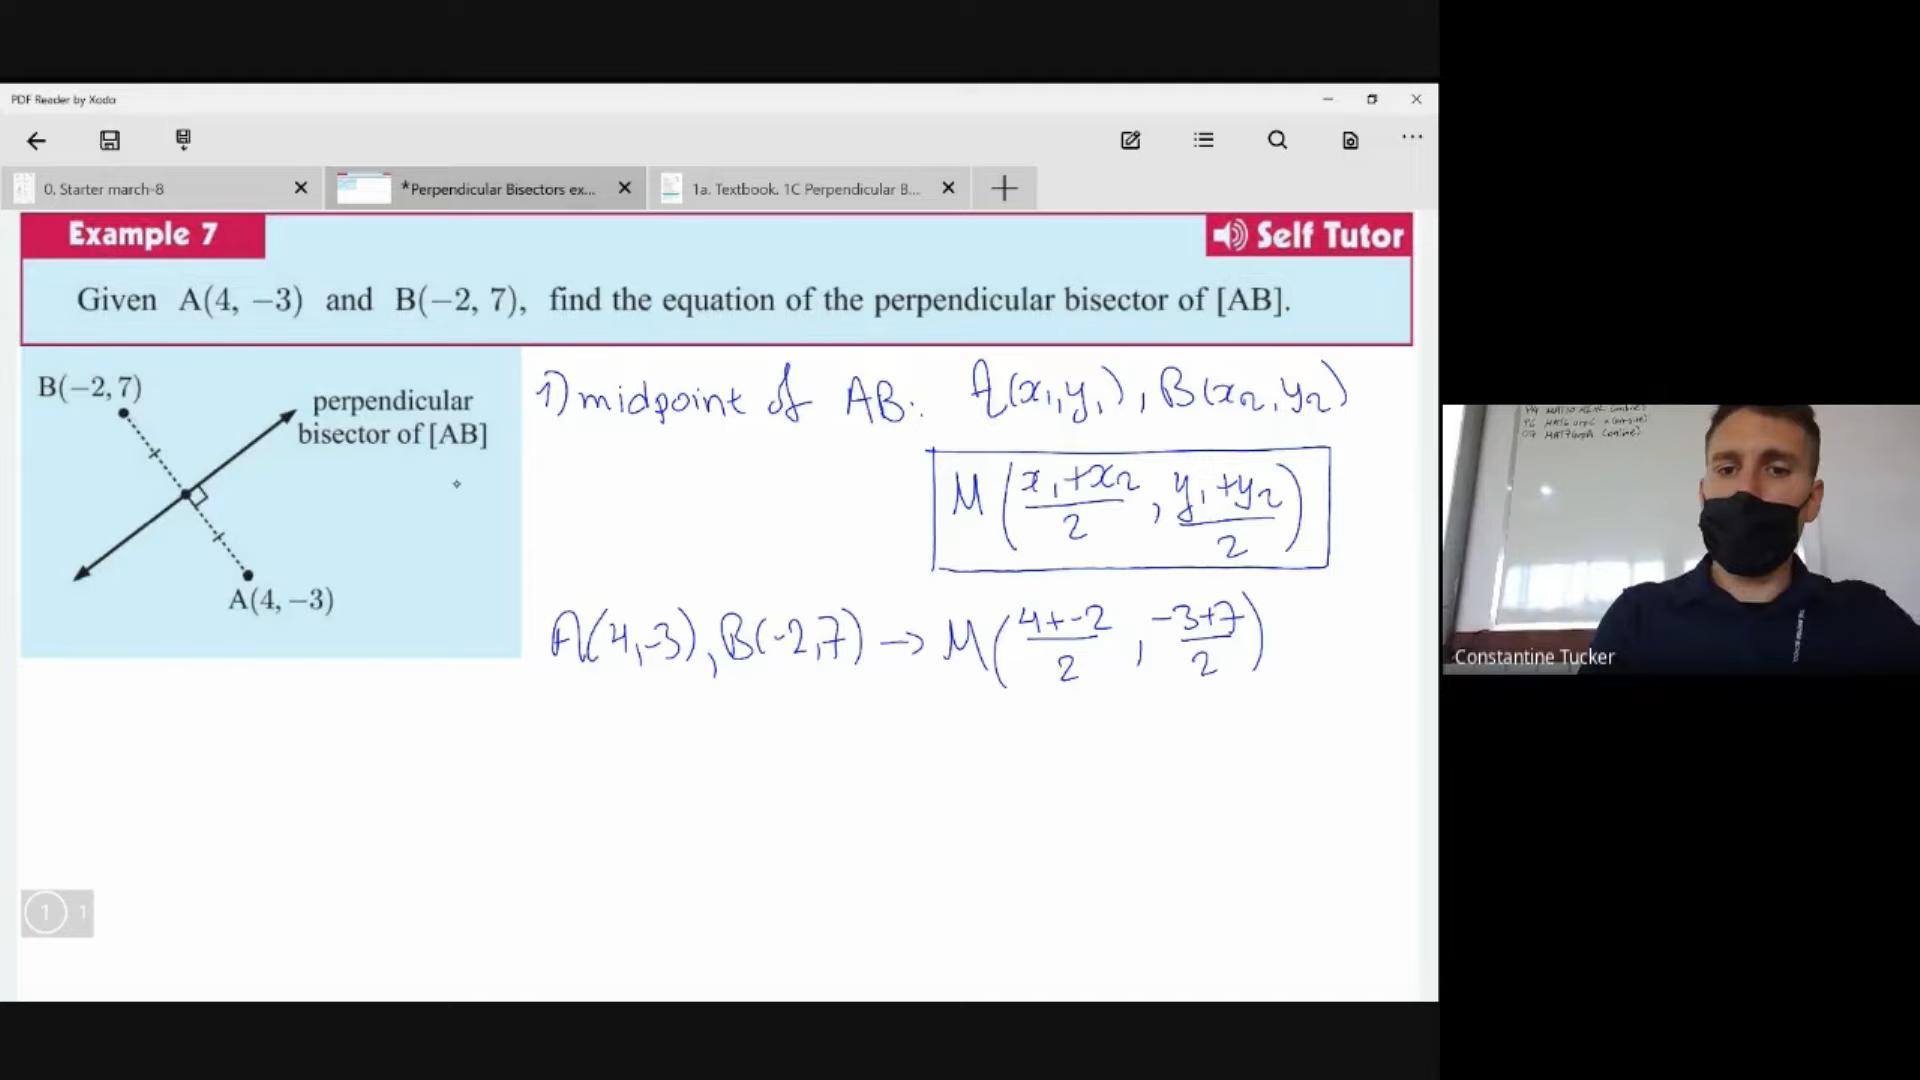 PDF Reader by Xodo
0. Starter march-8
*Perpendicular Bisectors ex...
1a. Textbook. 1C Perpendicular B...
Example 7
Self Tutor
Given A(4, −3) and B(−2, 7), find the equation of the perpendicular bisector of [AB].
B(−2, 7)
perpendicular
bisector of [AB]
A(4, −3)
1) midpoint of AB: A(x₁,y₁), B(x₂,y₂)
M((x₁+x₂)/2, (y₁+y₂)/2)
A(4,-3), B(-2,7) → M((4+-2)/2, (-3+7)/2)
1 1
Constantine Tucker